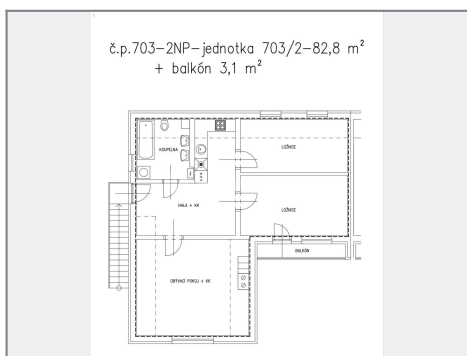 č.p.703-2NP-jednotka 703/2-82,8 m²
+ balkón 3,1 m²
KOUPELNA
LOŽNICE
HALA + KK
LOŽNICE
BALKÓN
OBÝVACÍ POKOJ + KK